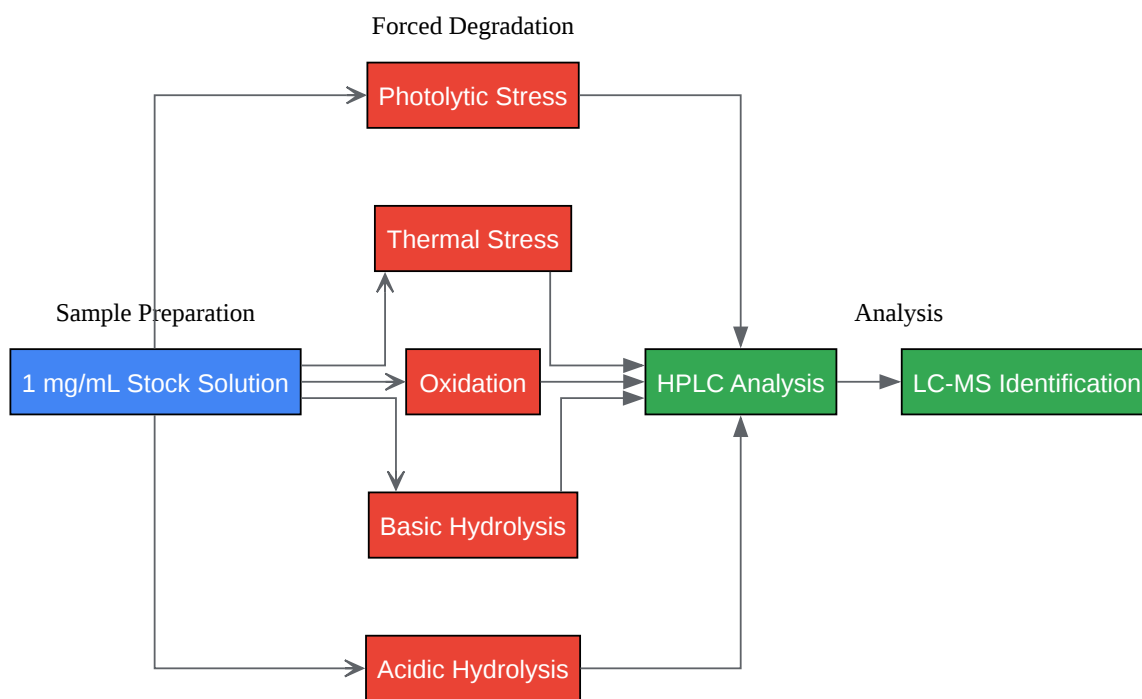 Forced Degradation
Photolytic Stress
Thermal Stress
Sample Preparation
Analysis
1 mg/mL Stock Solution
Oxidation
HPLC Analysis
LC-MS Identification
Basic Hydrolysis
Acidic Hydrolysis